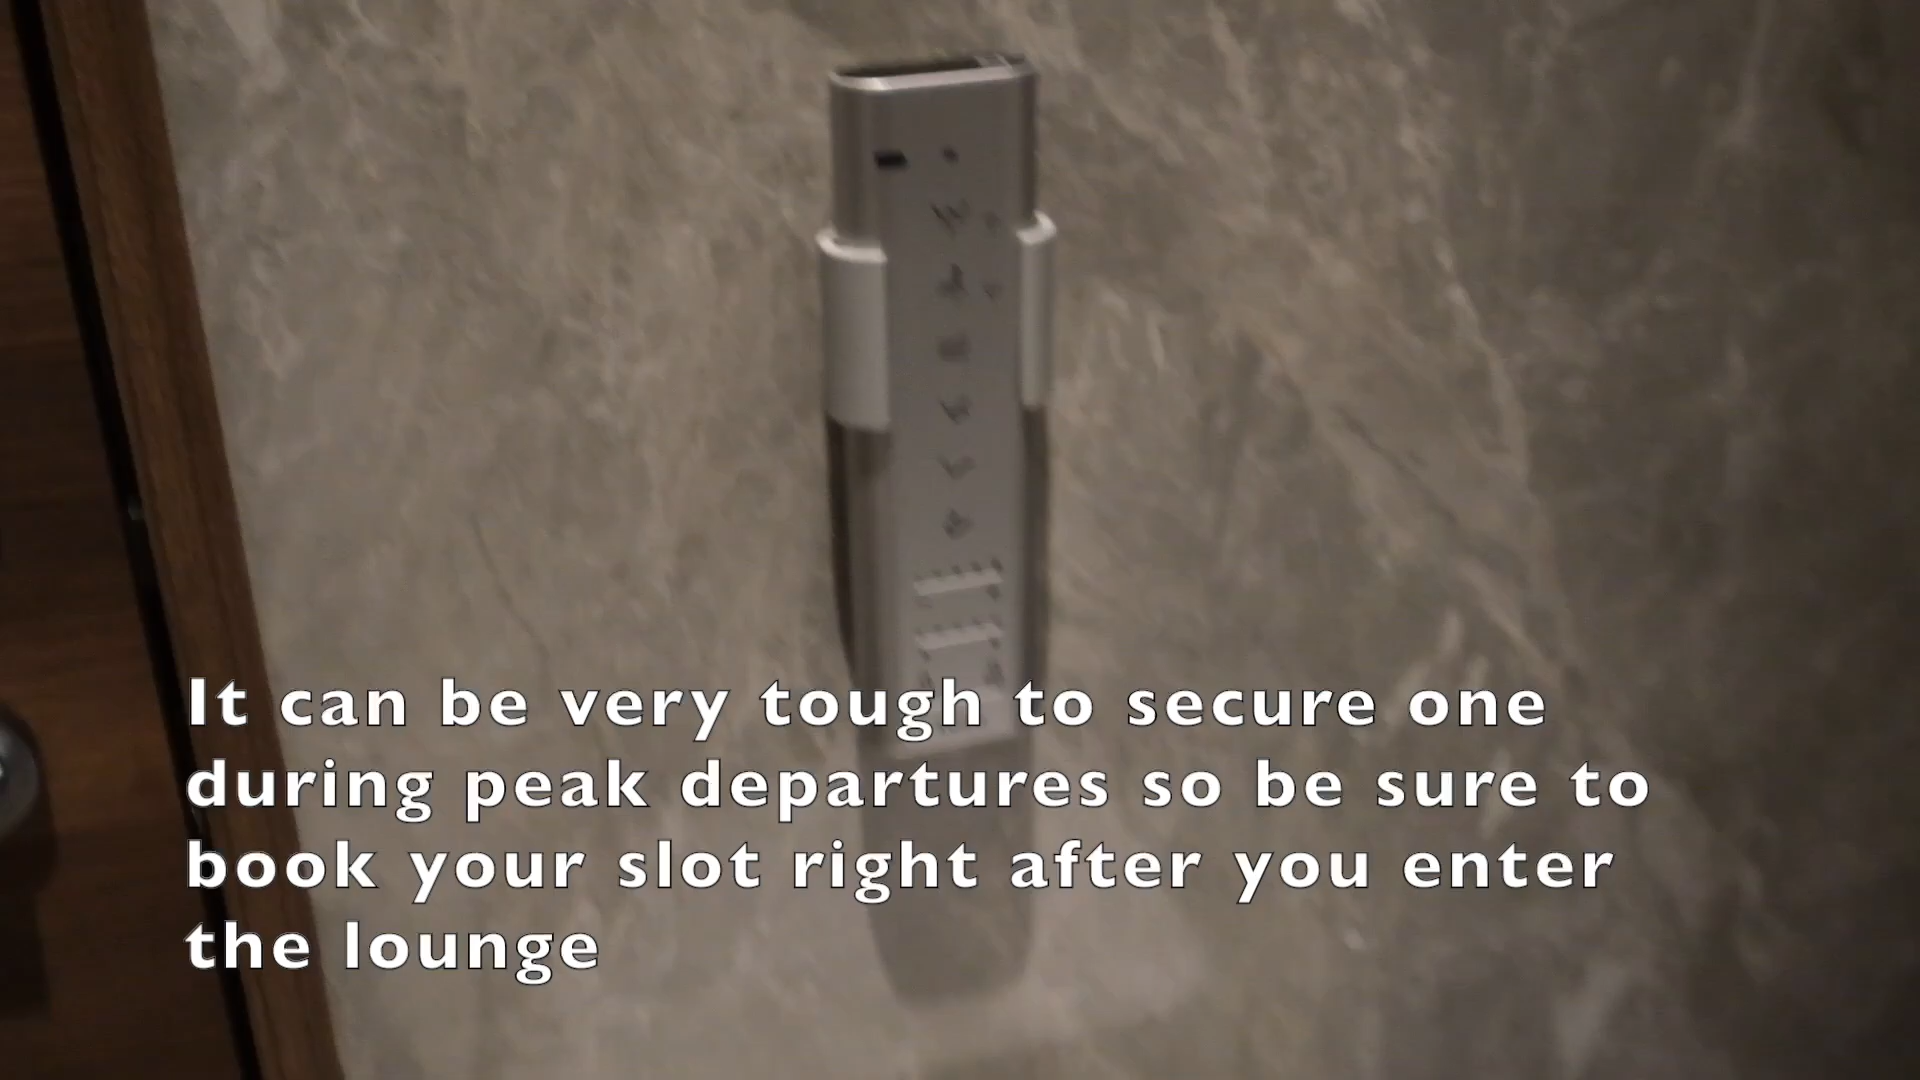 It can be very tough to secure one
during peak departures so be sure to
book your slot right after you enter
the lounge